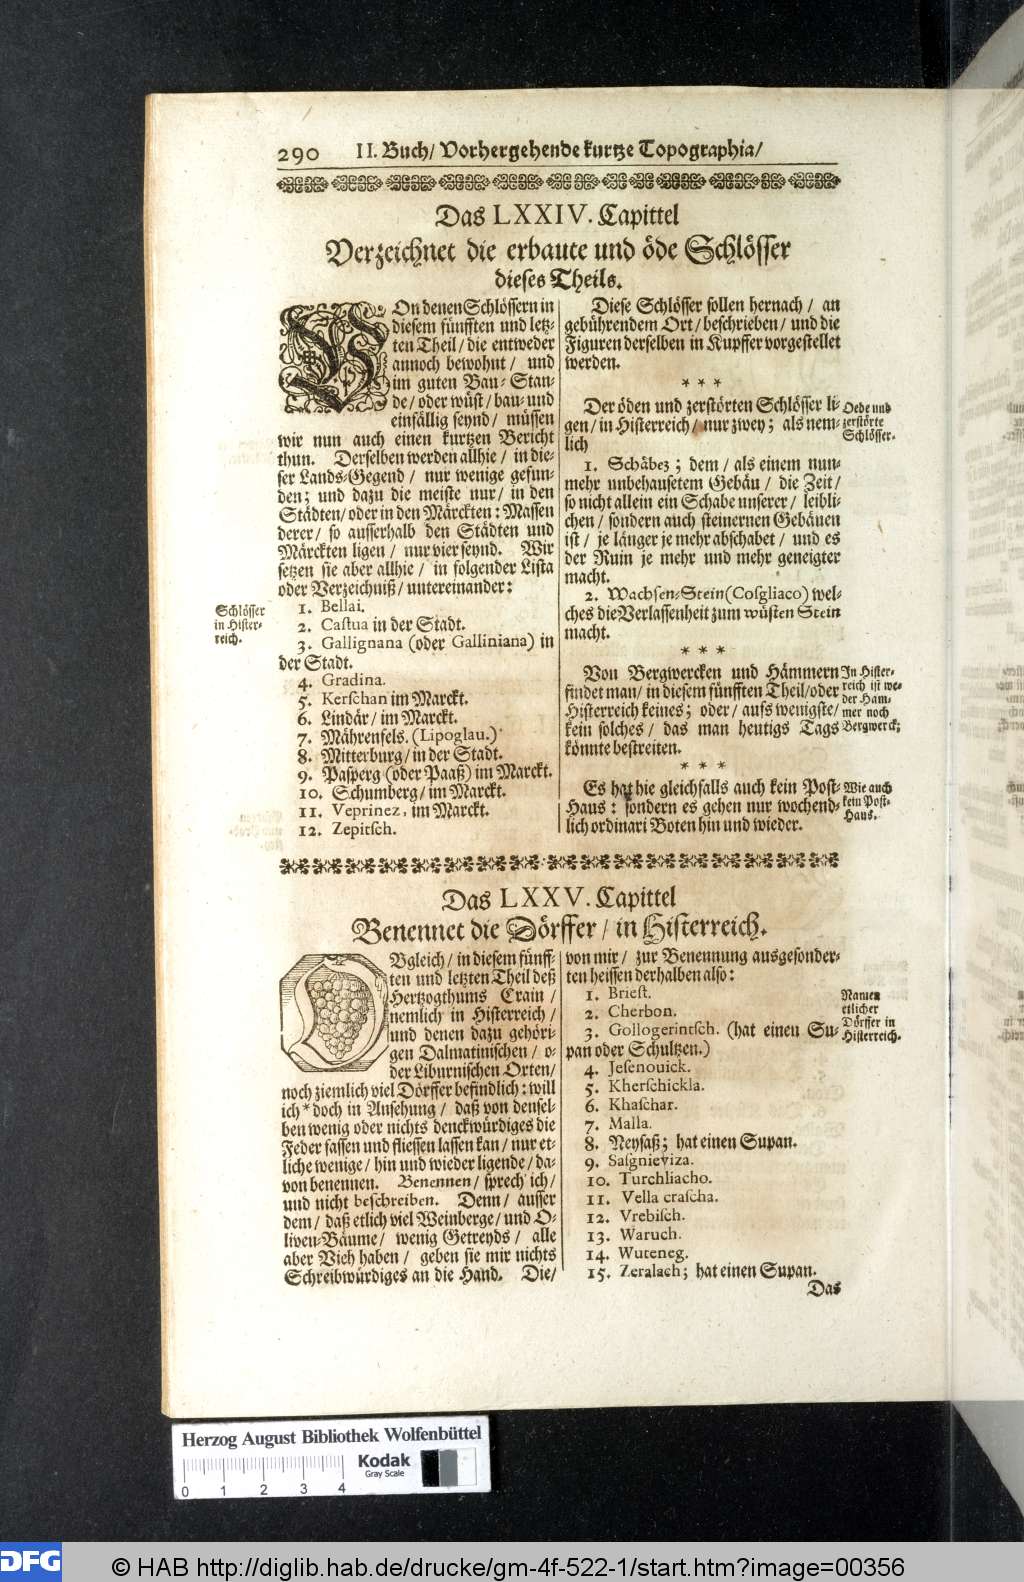 290 II. Buch/ Vorhergehende kurtze Topographia/
Das LXXIV. Capittel
Verzeichnet die erbaute und öde Schlösser
dieses Theils.
VOn denen Schlössern in
diesem fünfften und letz-
ten Theil/ die entweder
annoch bewohnt/ und
im guten Bau-Stan-
de/ oder wüst/ bau- und
einfällig seynd/ müssen
wir nun auch einen kurtzen Bericht
thun. Derselben werden allhie/ in die-
ser Lands-Gegend/ nur wenige gefun-
den; und dazu die meiste nur/ in den
Städten/ oder in den Märckten: Massen
derer/ so ausserhalb den Städten und
Märckten ligen/ nur vier seynd. Wir
setzen sie aber allhie/ in folgender Lista
oder Verzeichniß/ untereinander:
Schlösser
in Hister-
reich.
1. Bellai.
2. Castua in der Stadt.
3. Gallignana (oder Galliniana) in
der Stadt.
4. Gradina.
5. Kerschan im Marckt.
6. Lindär/ im Marckt.
7. Mährenfels. (Lipoglau.)
8. Mitterburg/ in der Stadt.
9. Pasperg (oder Paaß) im Marckt.
10. Schumberg/ im Marckt.
11. Veprinez, im Marckt.
12. Zepitsch.
Diese Schlösser sollen hernach/ an
gebührendem Ort/ beschrieben/ und die
Figuren derselben in Kupffer vorgestellet
werden.
* * *
Der öden und zerstörten Schlösser li-
gen/ in Histerreich/ nur zwey; als nem-
lich
Oede und
zerstörte
Schlösser.
1. Schäbez; dem/ als einem nun-
mehr unbehausetem Gebäu/ die Zeit/
so nicht allein ein Schabe unserer/ leibli-
chen/ sondern auch steinernen Gebäuen
ist/ je länger je mehr abschabet/ und es
der Ruin je mehr und mehr geneigter
macht.
2. Wachsen-Stein (Cosgliaco) wel-
ches die Verlassenheit zum wüsten Stein
macht.
* * *
Von Bergwercken und Hämmern
findet man/ in diesem fünfften Theil/ oder
Histerreich keines; oder/ aufs wenigste/
kein solches/ das man heutigs Tags
könnte bestreiten.
In Hister-
reich ist we-
der Ham-
mer noch
Bergwerck;
* * *
Es hat hie gleichfalls auch kein Post-
Haus: sondern es gehen nur wochend-
lich ordinari Boten hin und wieder.
Wie auch
kein Post-
Haus.
Das LXXV. Capittel
Benennet die Dörffer/ in Histerreich.
OBgleich/ in diesem fünff-
ten und letzten Theil deß
Hertzogthums Crain/
nemlich in Histerreich/
und denen dazu gehöri-
gen Dalmatinischen/ o-
der Liburnischen Orten/
noch ziemlich viel Dörffer befindlich: will
ich * doch in Ansehung/ daß von densel-
ben wenig oder nichts denckwürdiges die
Feder fassen und fliessen lassen kan/ nur et-
liche wenige/ hin und wieder ligende/ da-
von benennen. Benennen/ sprech ich/
und nicht beschreiben. Denn/ ausser
dem/ daß etlich viel Weinberge/ und O-
liven-Bäume/ wenig Getreyds/ alle
aber Vieh haben/ geben sie mir nichts
Schreibwürdiges an die Hand. Die/
von mir/ zur Benennung ausgesonder-
ten heissen derhalben also:
Namen
etlicher
Dörffer in
Histerreich.
1. Briest.
2. Cherbon.
3. Gollogerintsch. (hat einen Su-
pan oder Schultzen.)
4. Jesenouick.
5. Kherschickla.
6. Khaschar.
7. Malla.
8. Neysaß; hat einen Supan.
9. Sasgnieviza.
10. Turchliacho.
11. Vella crascha.
12. Vrebisch.
13. Waruch.
14. Wuteneg.
15. Zeralach; hat einen Supan.
Das
Herzog August Bibliothek Wolfenbüttel
0 1 2 3 4
Kodak
Gray Scale
DFG
© HAB http://diglib.hab.de/drucke/gm-4f-522-1/start.htm?image=00356